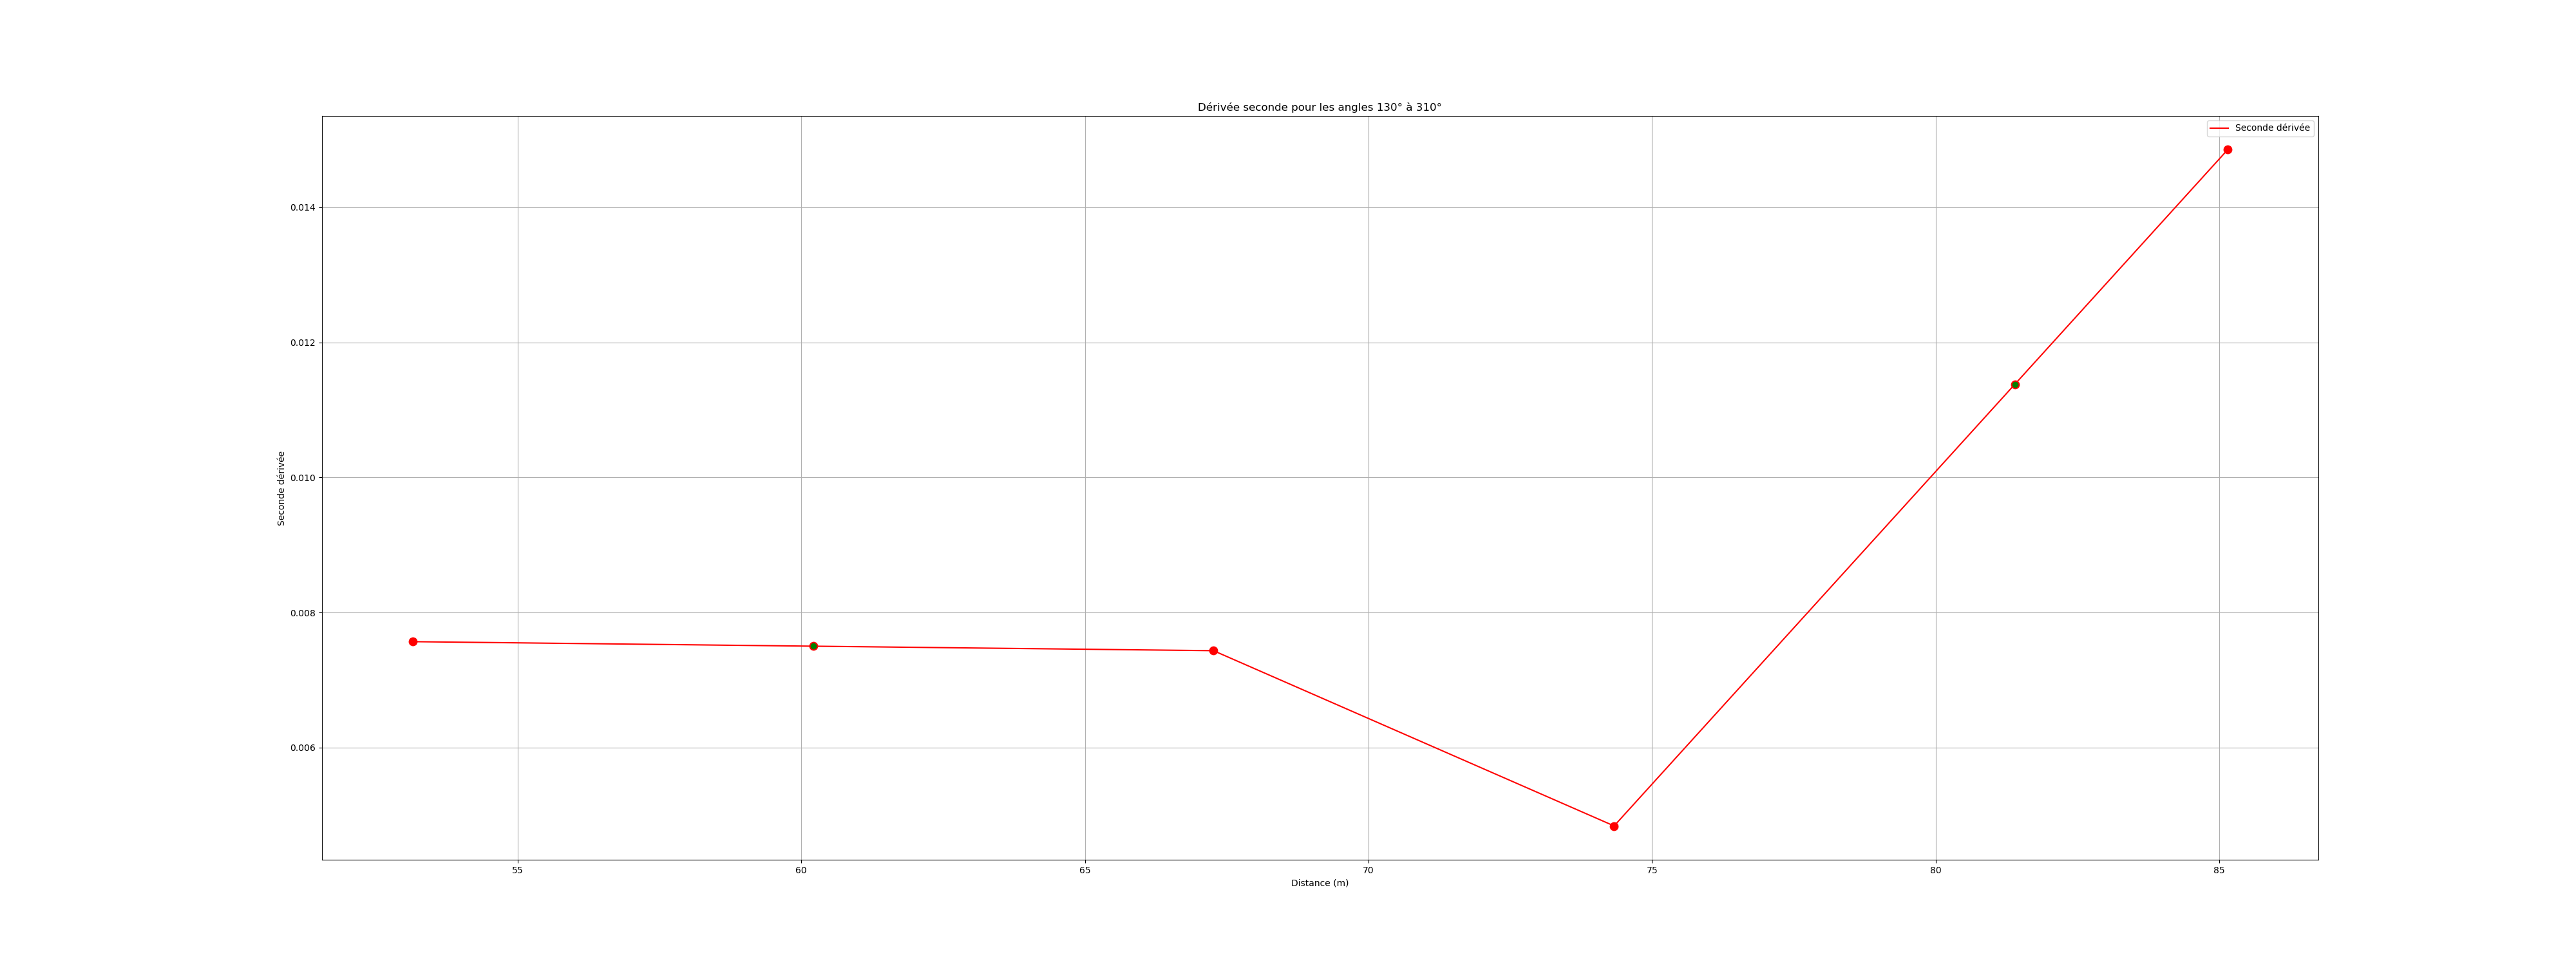 Dérivée seconde pour les angles 130° à 310°
Seconde dérivée
0.014
0.012
0.010
0.008
0.006
Seconde dérivée
55 60 65 70 75 80 85
Distance (m)